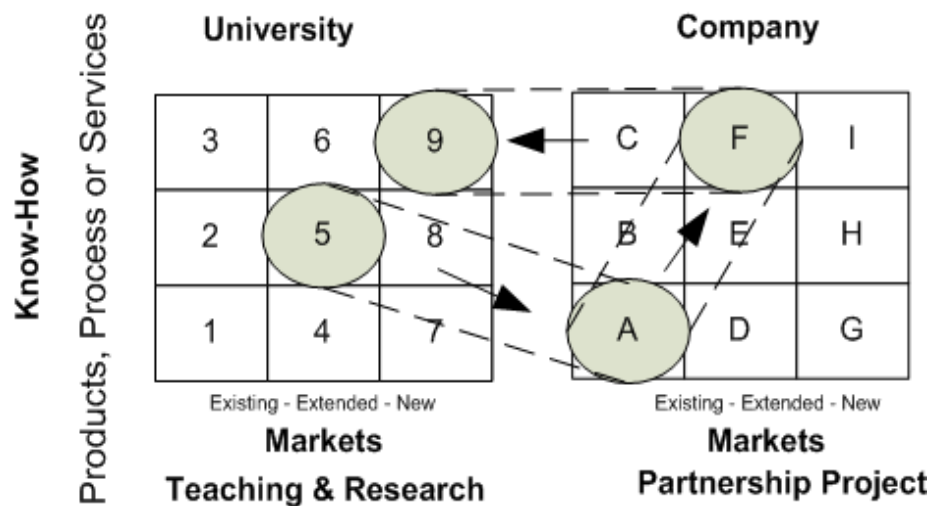 University
Company
Know-How
Products, Process or Services
3 6 9
2 5 8
1 4 7
C F I
B E H
A D G
Existing - Extended - New
Existing - Extended - New
Markets
Markets
Teaching & Research
Partnership Project